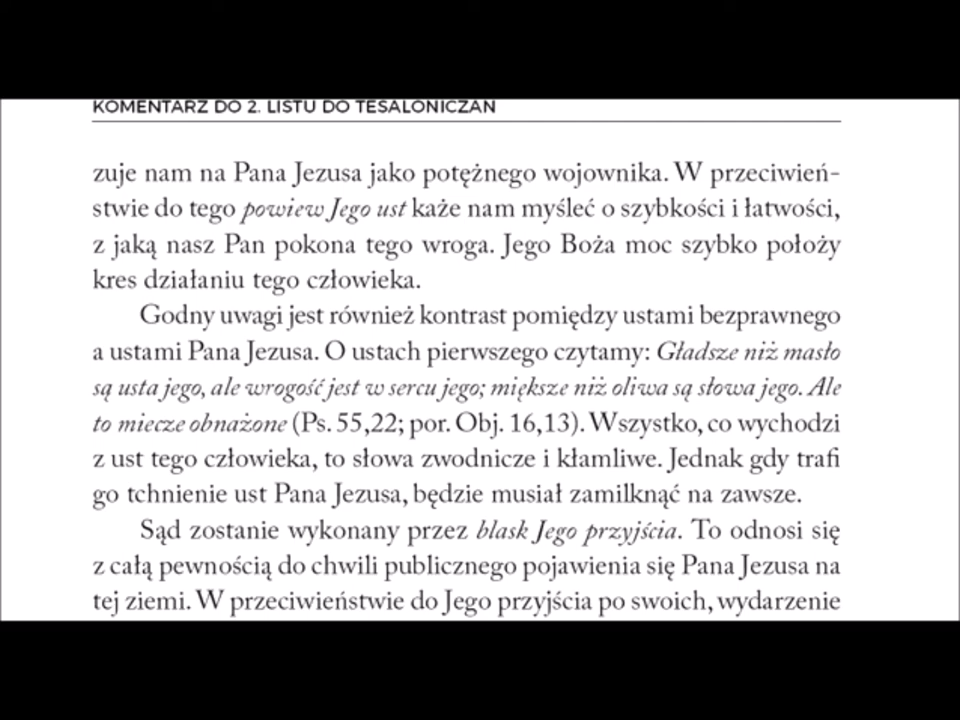 KOMENTARZ DO 2. LISTU DO TESALONICZAN
zuje nam na Pana Jezusa jako potężnego wojownika. W przeciwień-
stwie do tego powiew Jego ust każe nam myśleć o szybkości i łatwości,
z jaką nasz Pan pokona tego wroga. Jego Boża moc szybko położy
kres działaniu tego człowieka.
Godny uwagi jest również kontrast pomiędzy ustami bezprawnego
a ustami Pana Jezusa. O ustach pierwszego czytamy: Gładsze niż masło
są usta jego, ale wrogość jest w sercu jego; miększe niż oliwa są słowa jego. Ale
to miecze obnażone (Ps. 55,22; por. Obj. 16,13). Wszystko, co wychodzi
z ust tego człowieka, to słowa zwodnicze i kłamliwe. Jednak gdy trafi
go tchnienie ust Pana Jezusa, będzie musiał zamilknąć na zawsze.
Sąd zostanie wykonany przez blask Jego przyjścia. To odnosi się
z całą pewnością do chwili publicznego pojawienia się Pana Jezusa na
tej ziemi. W przeciwieństwie do Jego przyjścia po swoich, wydarzenie